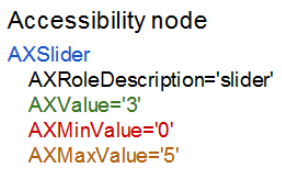 Accessibility node
AXSlider
AXRoleDescription='slider'
AXValue='3'
AXMinValue='0'
AXMaxValue='5'